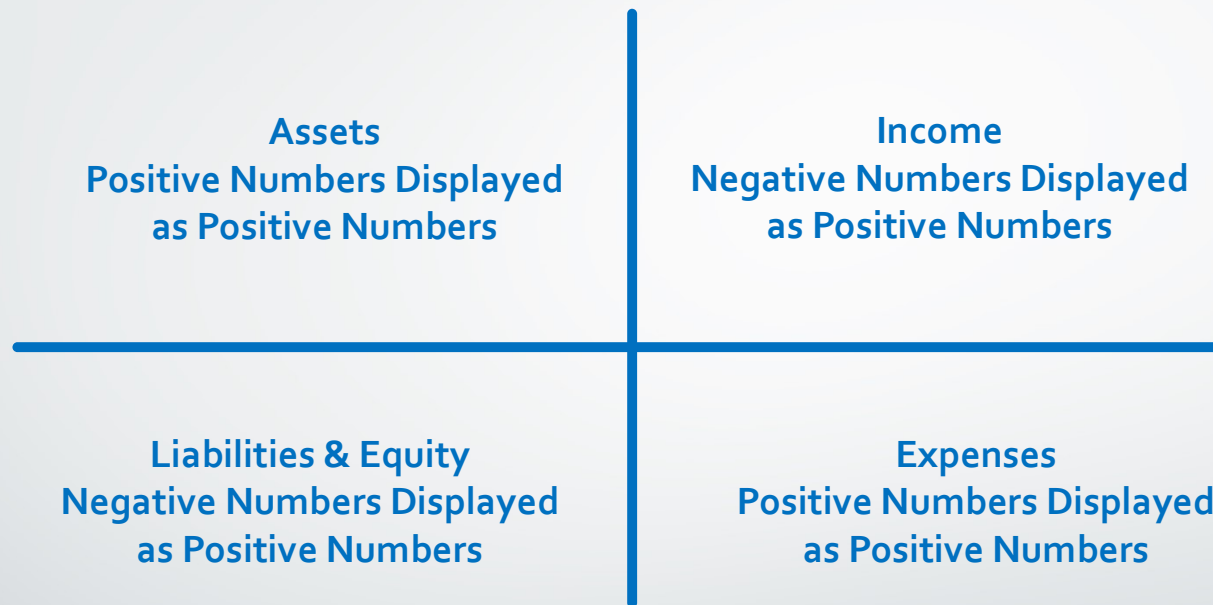 Assets
Positive Numbers Displayed
as Positive Numbers
Income
Negative Numbers Displayed
as Positive Numbers
Liabilities & Equity
Negative Numbers Displayed
as Positive Numbers
Expenses
Positive Numbers Displayed
as Positive Numbers